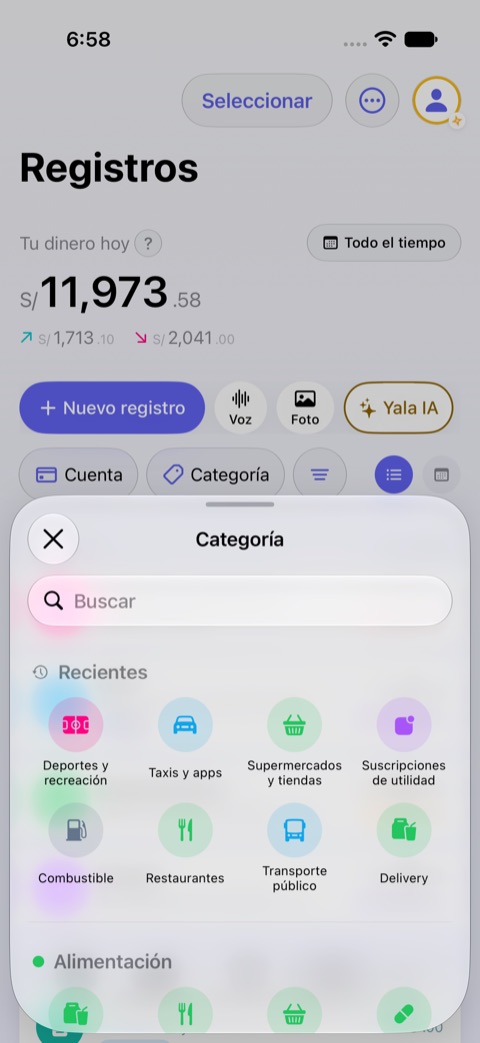 6:58
Seleccionar
Registros
Tu dinero hoy ?
Todo el tiempo
S/11,973.58
S/1,713.10 S/2,041.00
+ Nuevo registro
Voz
Foto
Yala IA
Cuenta
Categoría
Categoría
Buscar
Recientes
Deportes y
recreación
Taxis y apps
Supermercados
y tiendas
Suscripciones
de utilidad
Combustible
Restaurantes
Transporte
público
Delivery
Alimentación